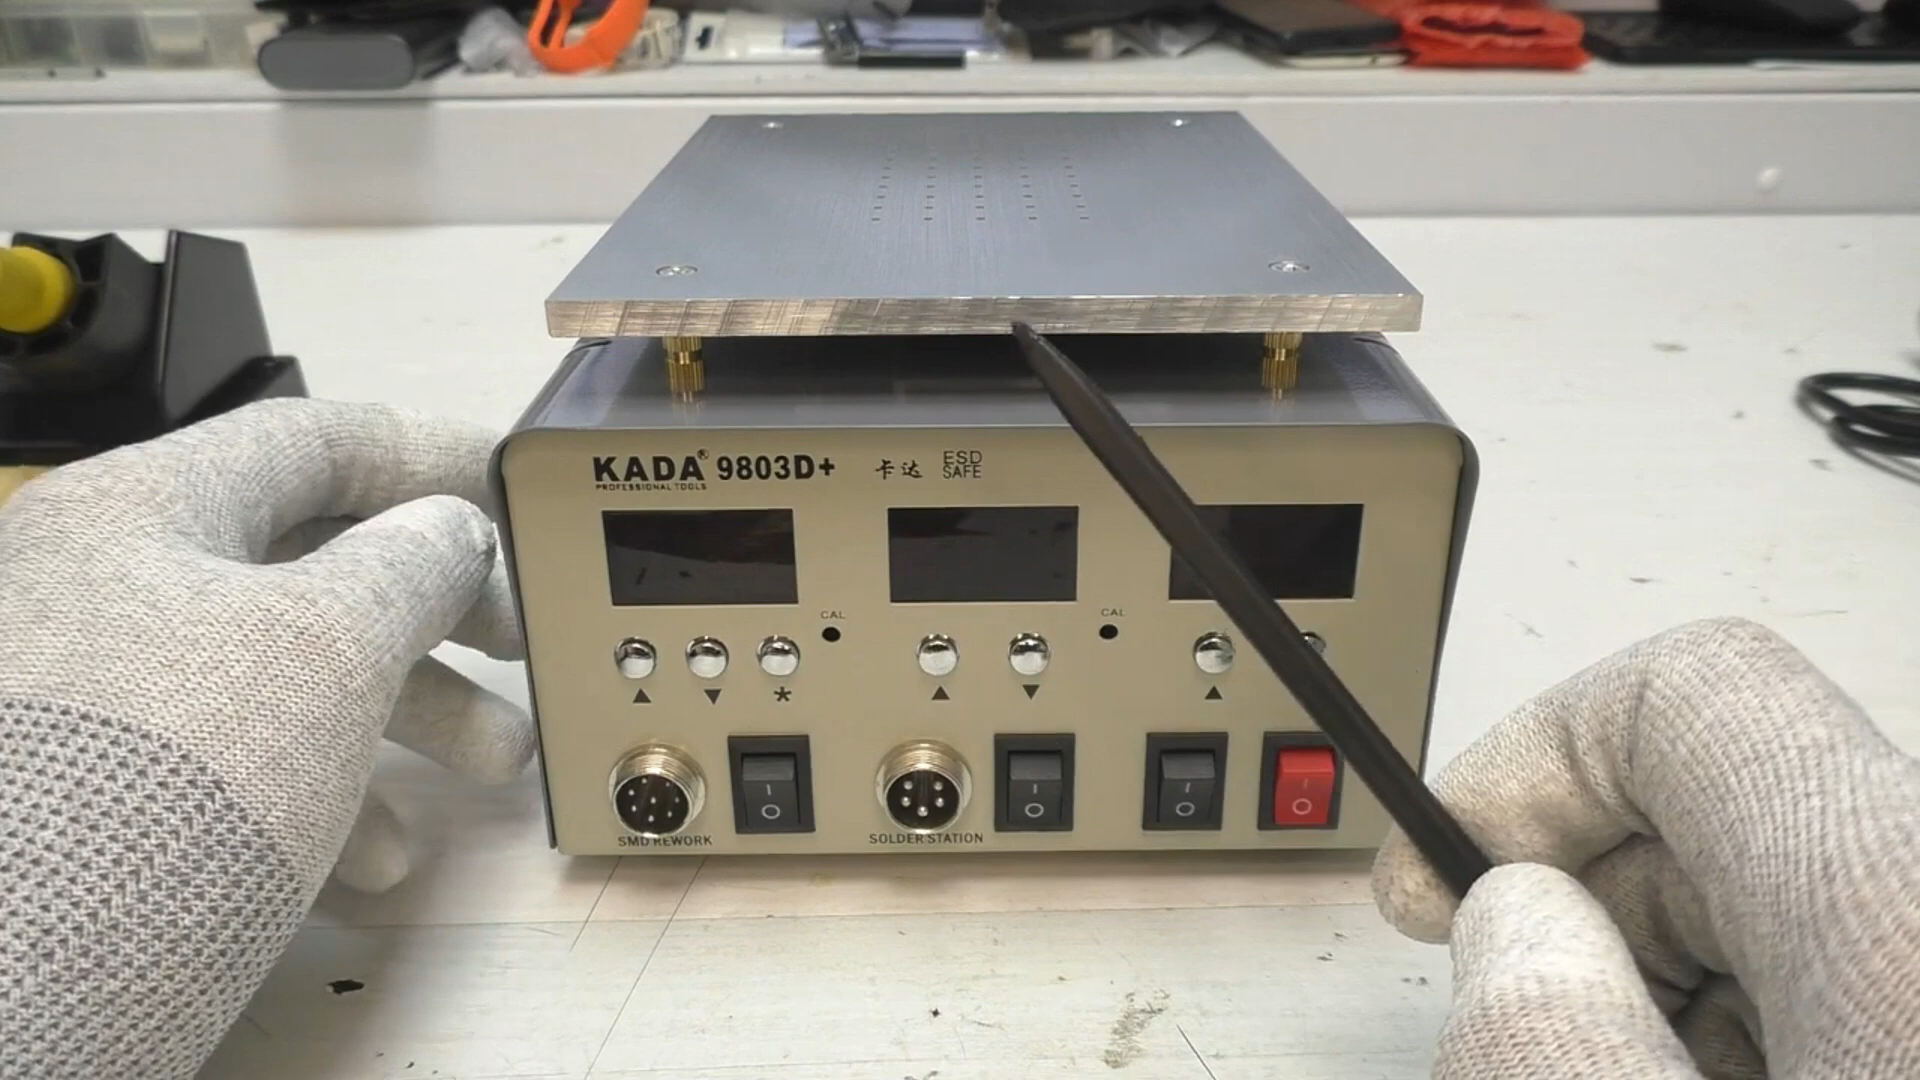 KADA® 9803D+ 卡达 ESD SAFE
PROFESSIONAL TOOLS
CAL CAL
▲ ▼ * ▲ ▼ ▲
SMD REWORK SOLDER STATION